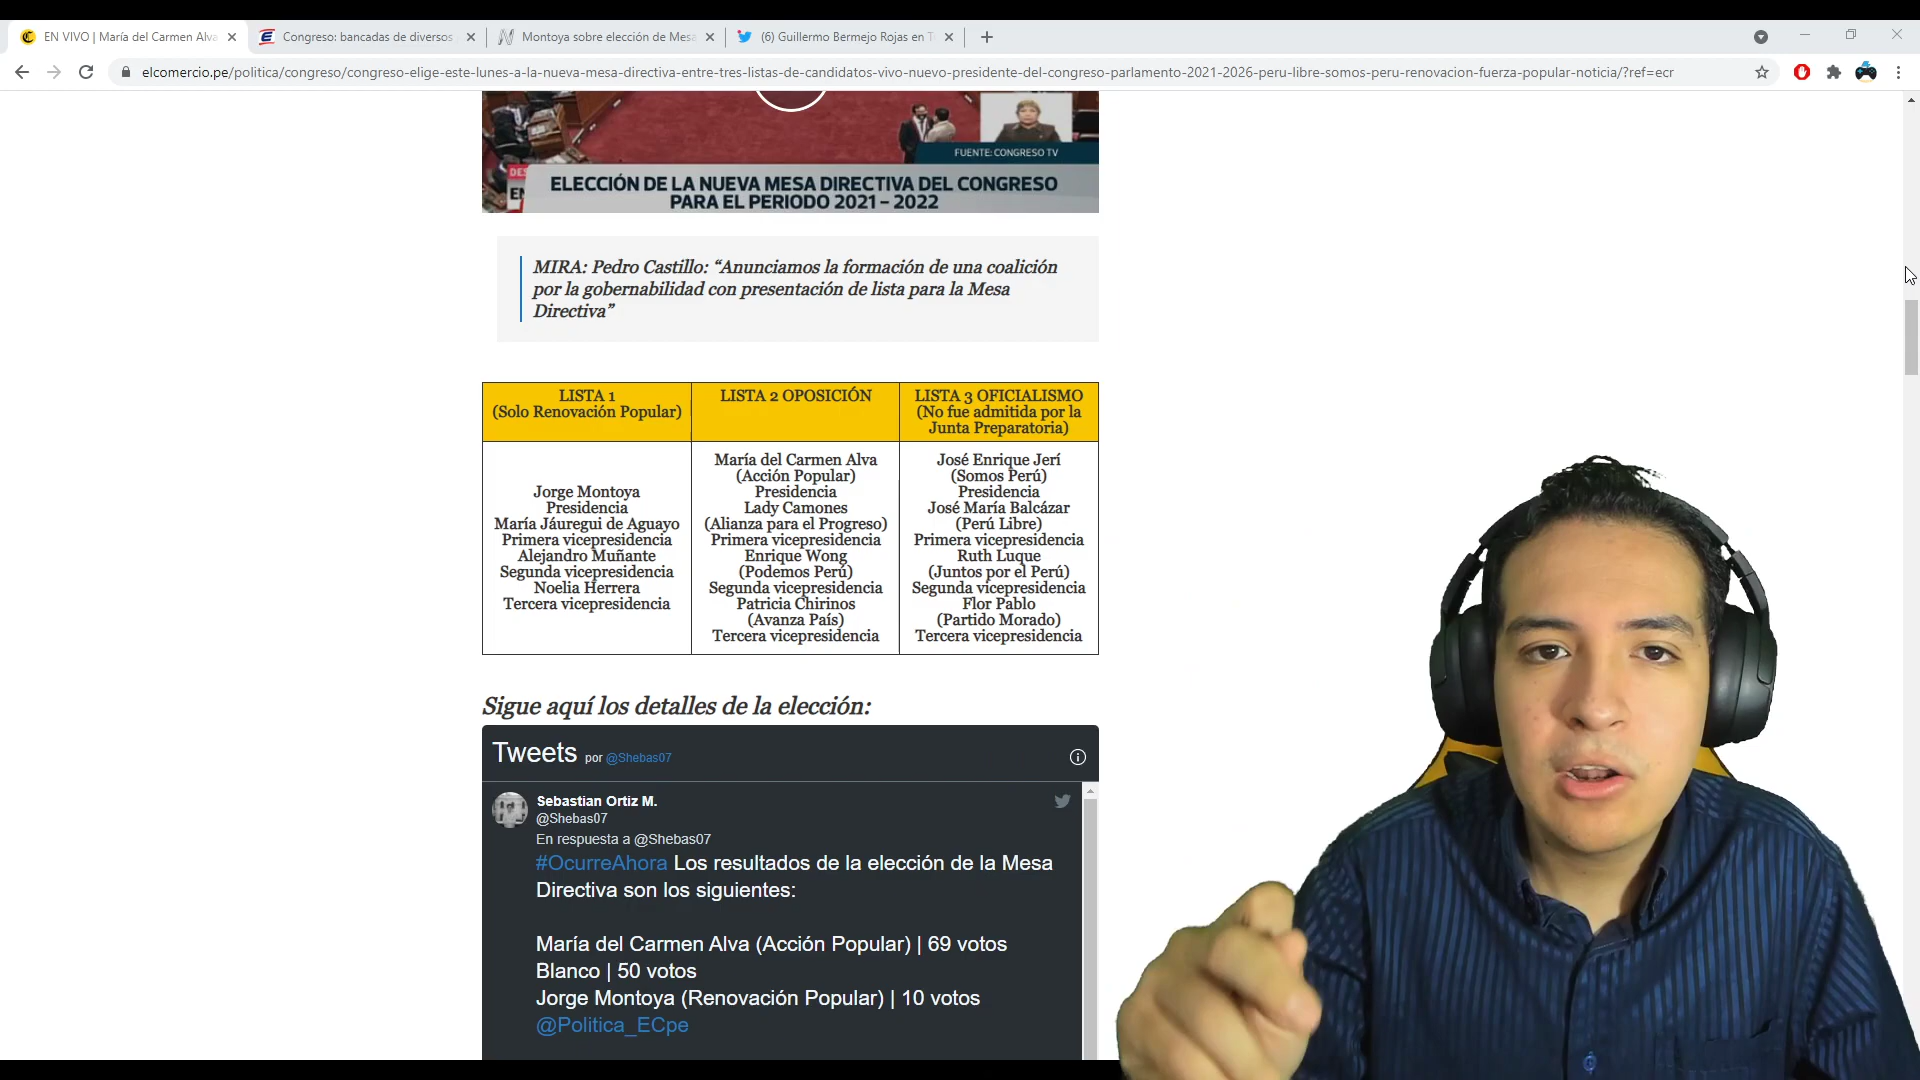 EN VIVO | María del Carmen Alva
Congreso: bancadas de diversos
Montoya sobre elección de Mesa
(6) Guillermo Bermejo Rojas en T
elcomercio.pe/politica/congreso/congreso-elige-este-lunes-a-la-nueva-mesa-directiva-entre-tres-listas-de-candidatos-vivo-nuevo-presidente-del-congreso-parlamento-2021-2026-peru-libre-somos-peru-renovacion-fuerza-popular-noticia/?ref=ecr
FUENTE: CONGRESO TV
DES
EN
ELECCIÓN DE LA NUEVA MESA DIRECTIVA DEL CONGRESO
PARA EL PERIODO 2021 – 2022
MIRA: Pedro Castillo: “Anunciamos la formación de una coalición
por la gobernabilidad con presentación de lista para la Mesa
Directiva”
LISTA 1
(Solo Renovación Popular)
LISTA 2 OPOSICIÓN
LISTA 3 OFICIALISMO
(No fue admitida por la
Junta Preparatoria)
Jorge Montoya
Presidencia
María Jáuregui de Aguayo
Primera vicepresidencia
Alejandro Muñante
Segunda vicepresidencia
Noelia Herrera
Tercera vicepresidencia
María del Carmen Alva
(Acción Popular)
Presidencia
Lady Camones
(Alianza para el Progreso)
Primera vicepresidencia
Enrique Wong
(Podemos Perú)
Segunda vicepresidencia
Patricia Chirinos
(Avanza País)
Tercera vicepresidencia
José Enrique Jerí
(Somos Perú)
Presidencia
José María Balcázar
(Perú Libre)
Primera vicepresidencia
Ruth Luque
(Juntos por el Perú)
Segunda vicepresidencia
Flor Pablo
(Partido Morado)
Tercera vicepresidencia
Sigue aquí los detalles de la elección:
Tweets por @Shebas07
Sebastian Ortiz M.
@Shebas07
En respuesta a @Shebas07
#OcurreAhora Los resultados de la elección de la Mesa
Directiva son los siguientes:
María del Carmen Alva (Acción Popular) | 69 votos
Blanco | 50 votos
Jorge Montoya (Renovación Popular) | 10 votos
@Politica_ECpe